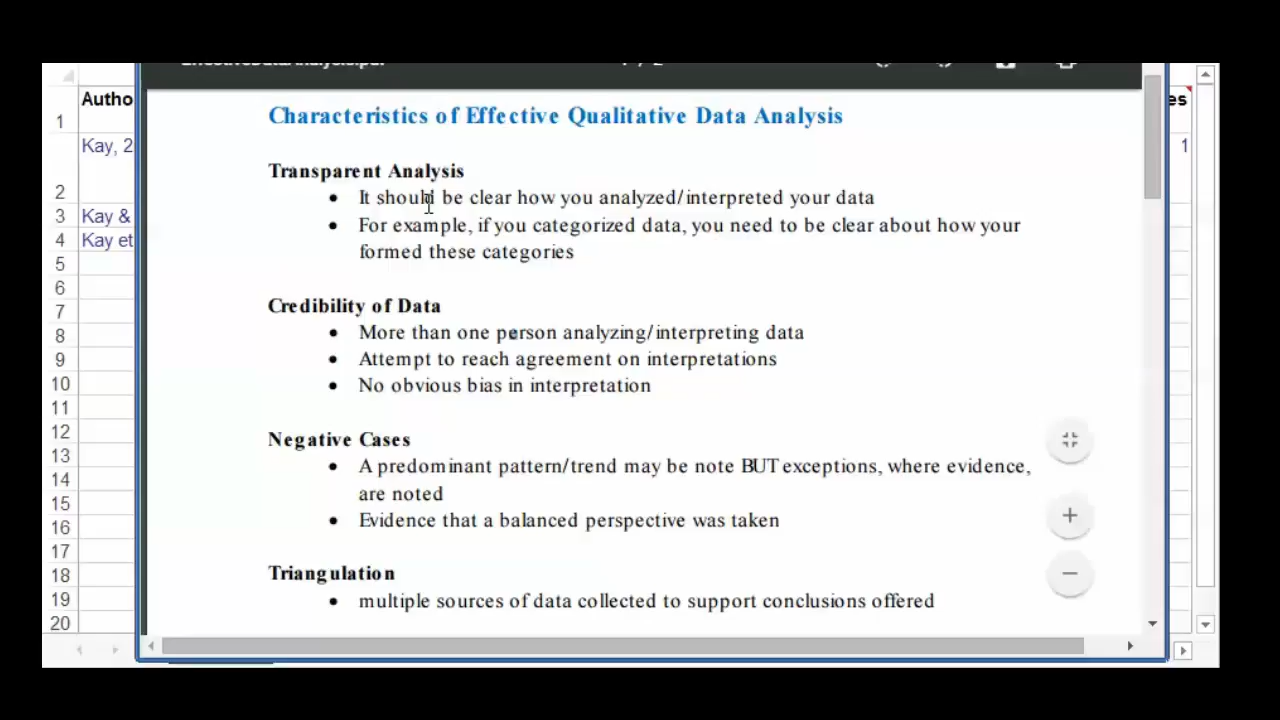 Characteristics of Effective Qualitative Data Analysis
Transparent Analysis
• It should be clear how you analyzed/interpreted your data
• For example, if you categorized data, you need to be clear about how your
formed these categories
Credibility of Data
• More than one person analyzing/interpreting data
• Attempt to reach agreement on interpretations
• No obvious bias in interpretation
Negative Cases
• A predominant pattern/trend may be note BUT exceptions, where evidence,
are noted
• Evidence that a balanced perspective was taken
Triangulation
• multiple sources of data collected to support conclusions offered
Autho
es
1
Kay, 2
1
2
3 Kay &
4 Kay et
5
6
7
8
9
10
11
12
13
14
15
16
17
18
19
20